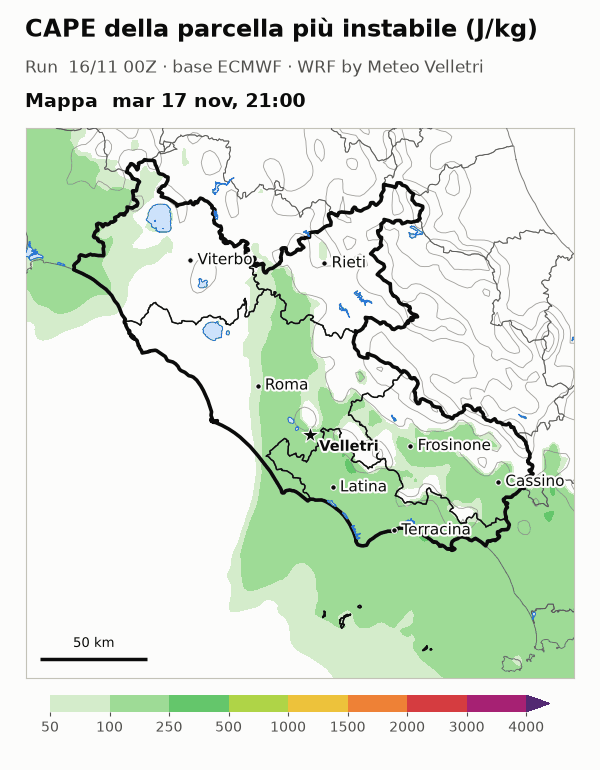 CAPE della parcella più instabile (J/kg)
Run  16/11 00Z · base ECMWF · WRF by Meteo Velletri
Mappa  mar 17 nov, 21:00
Viterbo
Rieti
Roma
Velletri
Frosinone
Latina
Cassino
Terracina
50 km
50 100 250 500 1000 1500 2000 3000 4000